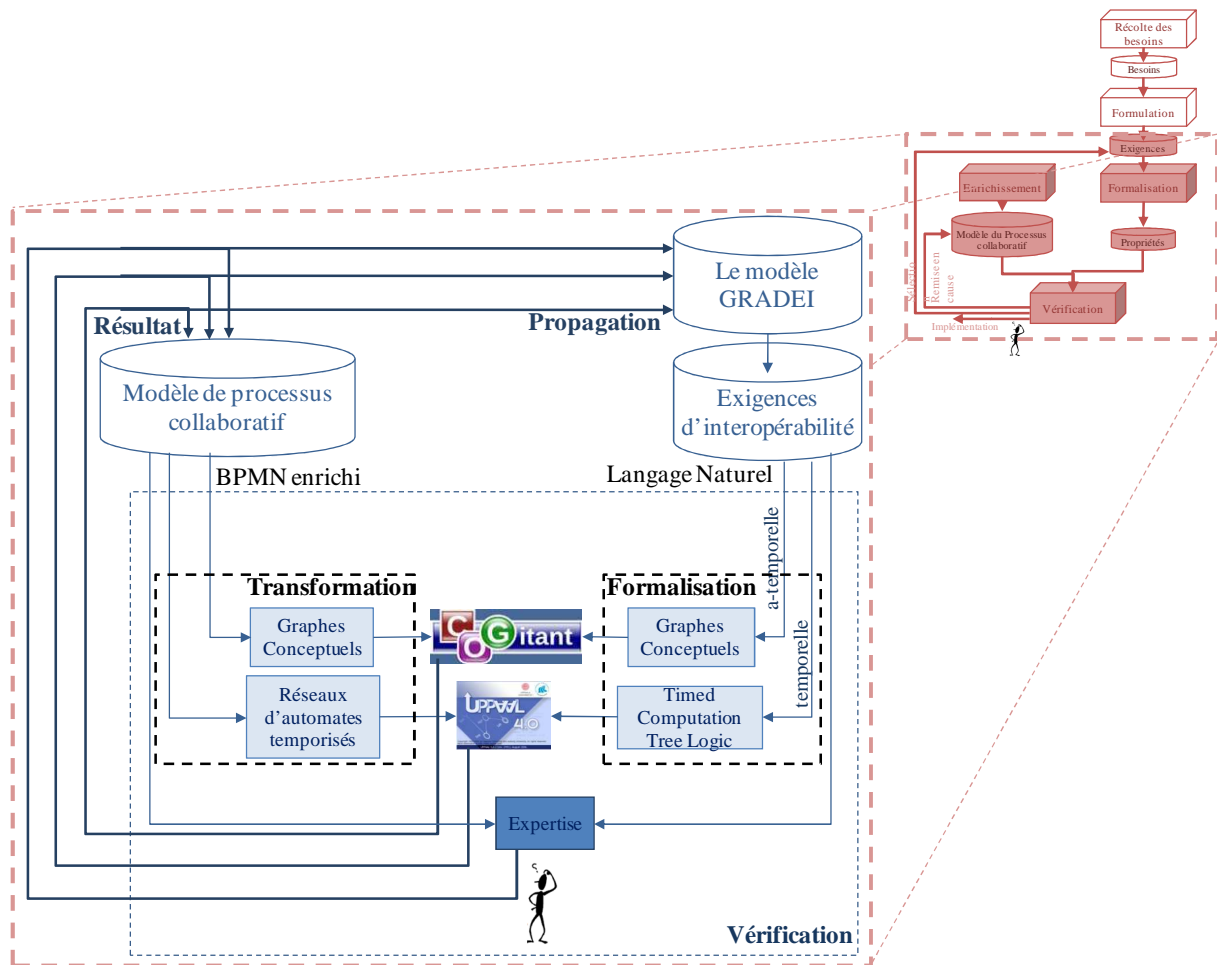 Récolte des
besoins
Besoins
Formulation
Exigences
Enrichissement
Formalisation
Modèle du Processus
collaboratif
Propriétés
Remise en
cause
Vérification
Implémentation
Le modèle
GRADEI
Résultat
Propagation
Modèle de processus
collaboratif
Exigences
d'interopérabilité
BPMN enrichi
Langage Naturel
a-temporelle
temporelle
Transformation
Formalisation
Graphes
Conceptuels
COGitant
Graphes
Conceptuels
Réseaux
d'automates
temporisés
UPPAAL
4.0
Timed
Computation
Tree Logic
Expertise
Vérification